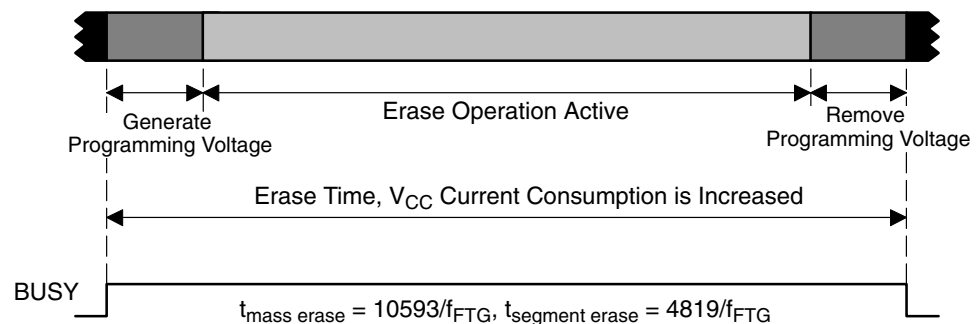 Erase Operation Active
Generate
Programming Voltage
Remove
Programming Voltage
Erase Time, VCC Current Consumption is Increased
BUSY
tmass erase = 10593/fFTG, tsegment erase = 4819/fFTG